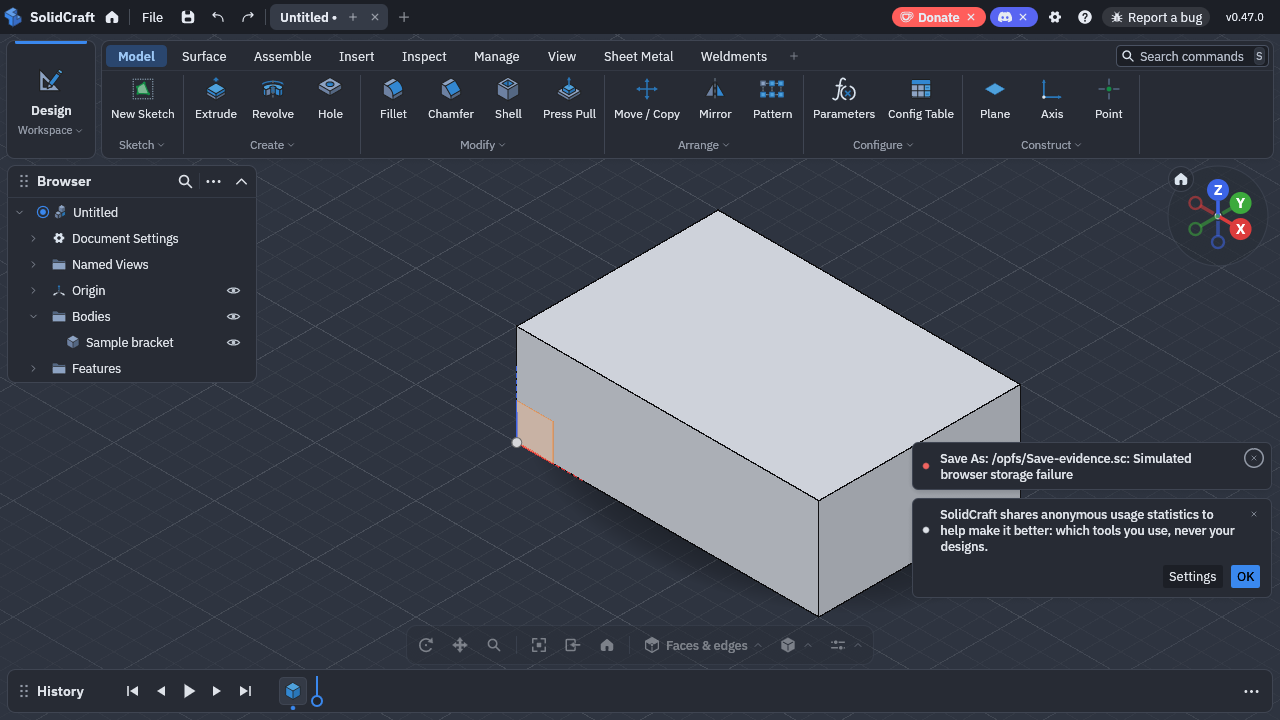 SolidCraft
File
Untitled •
Donate
Report a bug
v0.47.0
Design
Workspace
Model
Surface
Assemble
Insert
Inspect
Manage
View
Sheet Metal
Weldments
Search commands
S
New Sketch
Extrude
Revolve
Hole
Fillet
Chamfer
Shell
Press Pull
Move / Copy
Mirror
Pattern
Parameters
Config Table
Plane
Axis
Point
Sketch
Create
Modify
Arrange
Configure
Construct
Browser
Untitled
Document Settings
Named Views
Origin
Bodies
Sample bracket
Features
Z
Y
X
Save As: /opfs/Save-evidence.sc: Simulated
browser storage failure
SolidCraft shares anonymous usage statistics to
help make it better: which tools you use, never your
designs.
Settings
OK
Faces & edges
History